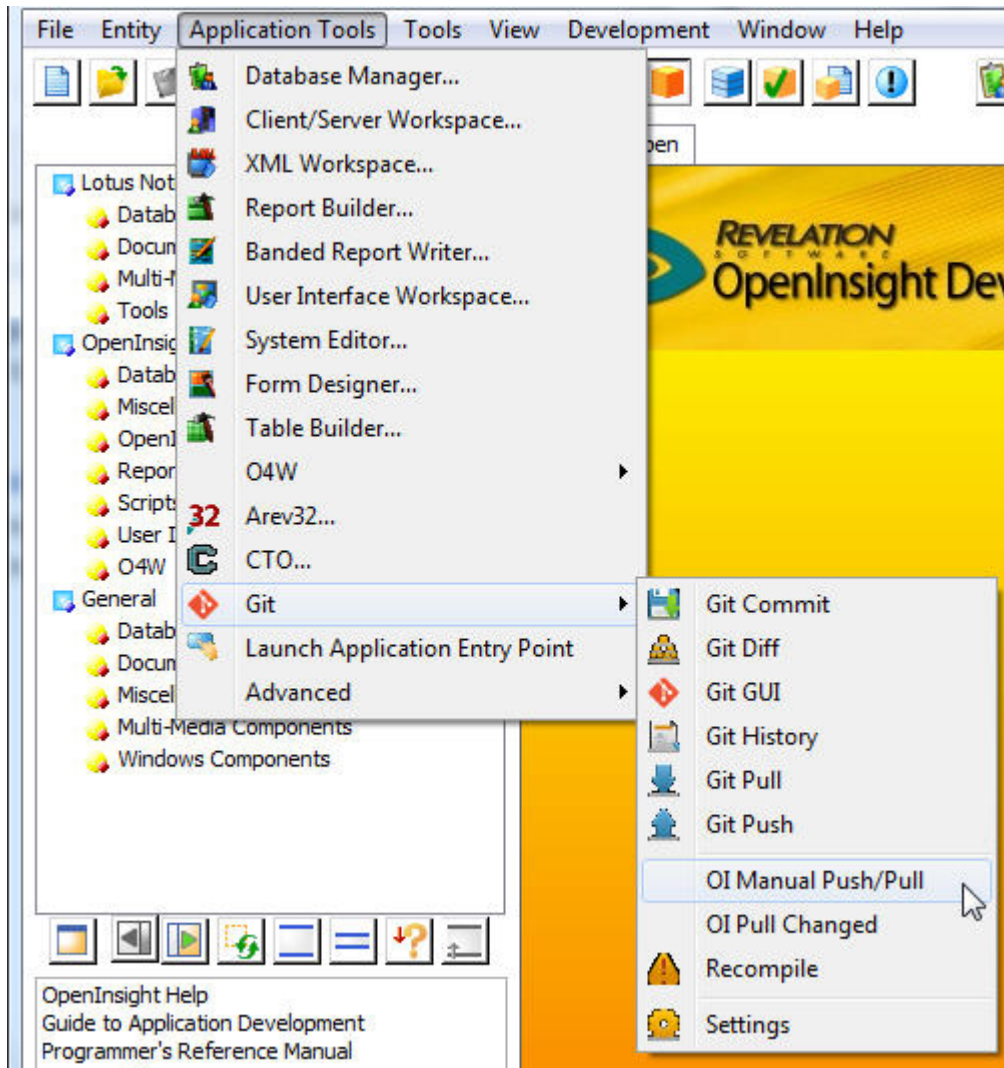 File Entity Application Tools Tools View Development Window Help
Database Manager...
Client/Server Workspace...
XML Workspace...
Report Builder...
Banded Report Writer...
User Interface Workspace...
System Editor...
Form Designer...
Table Builder...
O4W
32 Arev32...
CTO...
Git
Launch Application Entry Point
Advanced
Git Commit
Git Diff
Git GUI
Git History
Git Pull
Git Push
OI Manual Push/Pull
OI Pull Changed
Recompile
Settings
REVELATION
SOFTWARE
OpenInsight Dev
Lotus Not
Datab
Docum
Multi-M
Tools
OpenInsig
Datab
Miscel
OpenI
Repor
Scripts
User I
O4W
General
Datab
Docum
Miscel
Multi-Media Components
Windows Components
OpenInsight Help
Guide to Application Development
Programmer's Reference Manual